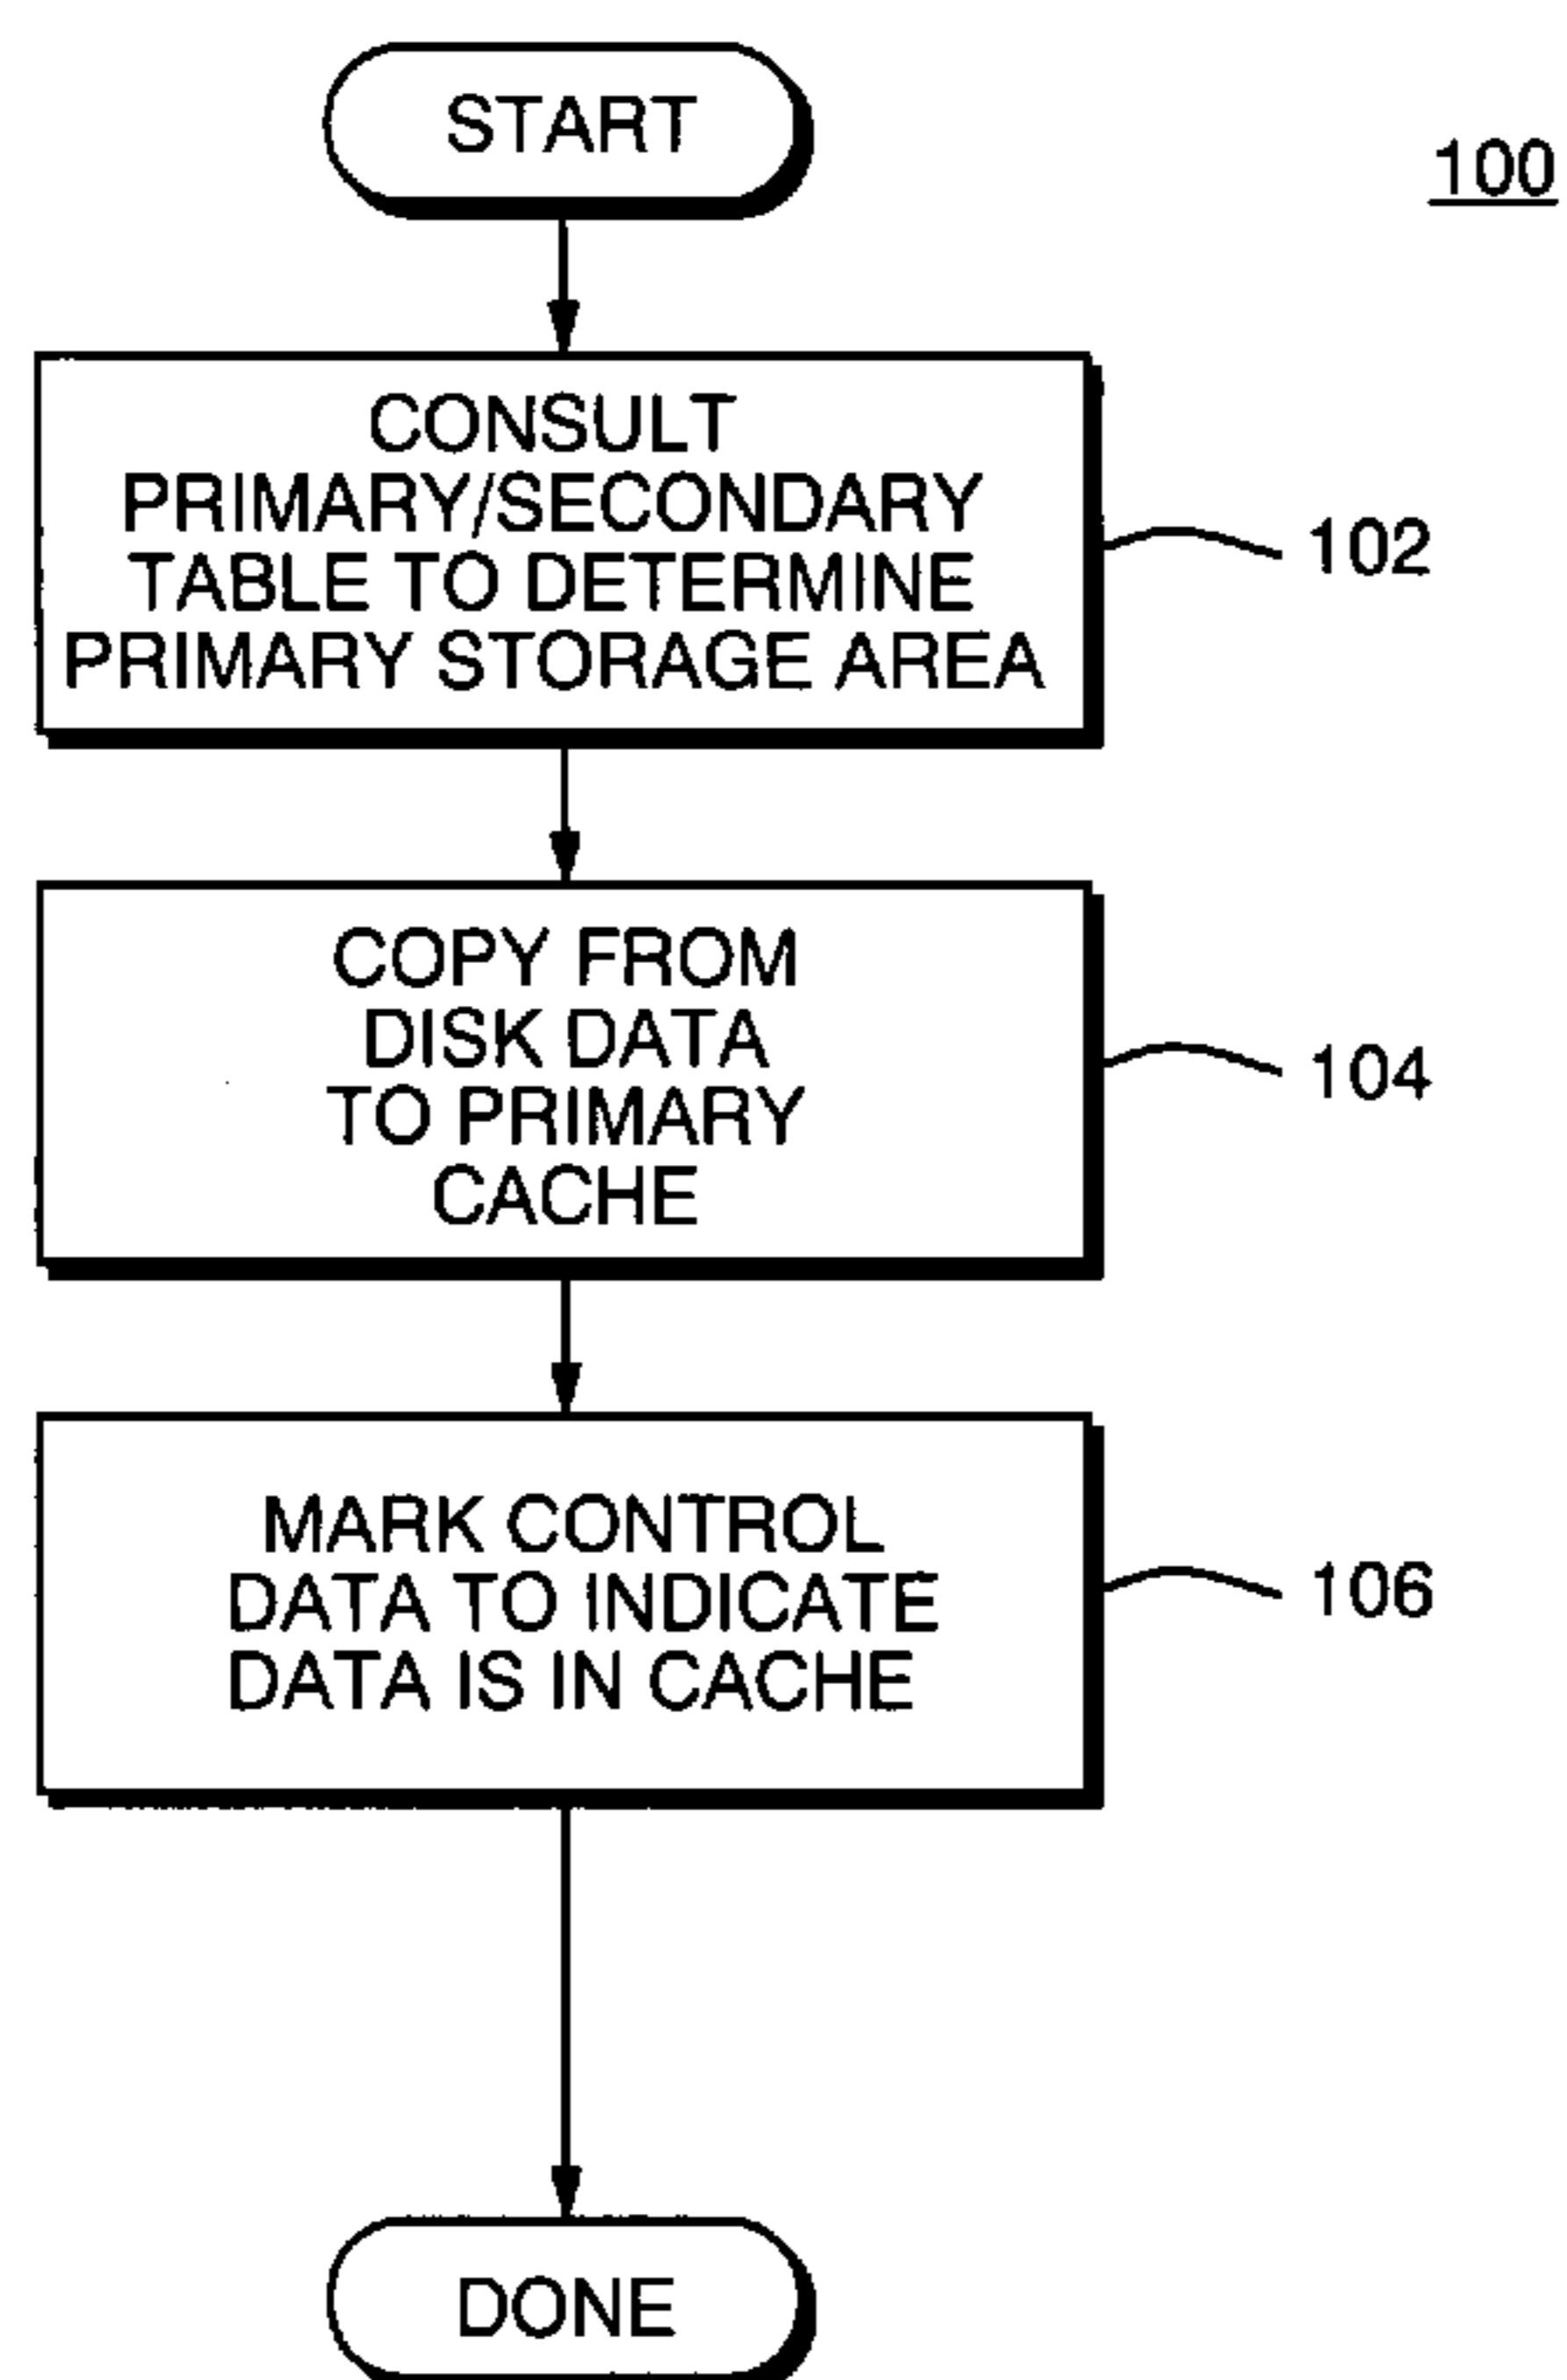 START
100
CONSULT
PRIMARY/SECONDARY
TABLE TO DETERMINE
PRIMARY STORAGE AREA
102
COPY FROM
DISK DATA
TO PRIMARY
CACHE
104
MARK CONTROL
DATA TO INDICATE
DATA IS IN CACHE
106
DONE